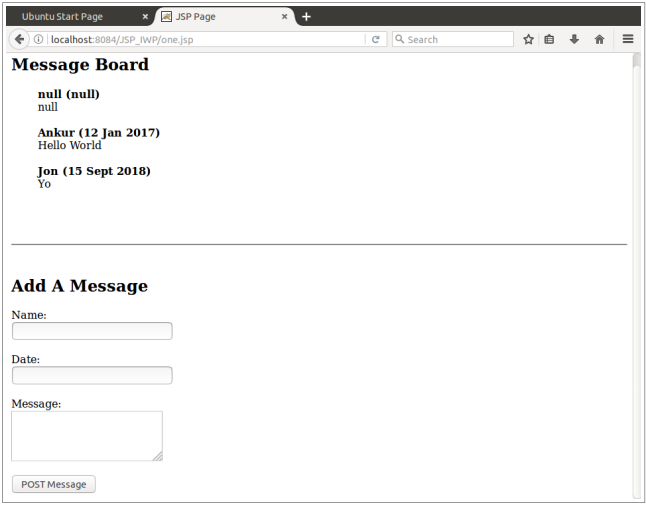 Ubuntu Start Page
JSP Page
localhost:8084/JSP_IWP/one.jsp
Search
Message Board
null (null)
null
Ankur (12 Jan 2017)
Hello World
Jon (15 Sept 2018)
Yo
Add A Message
Name:
Date:
Message:
POST Message